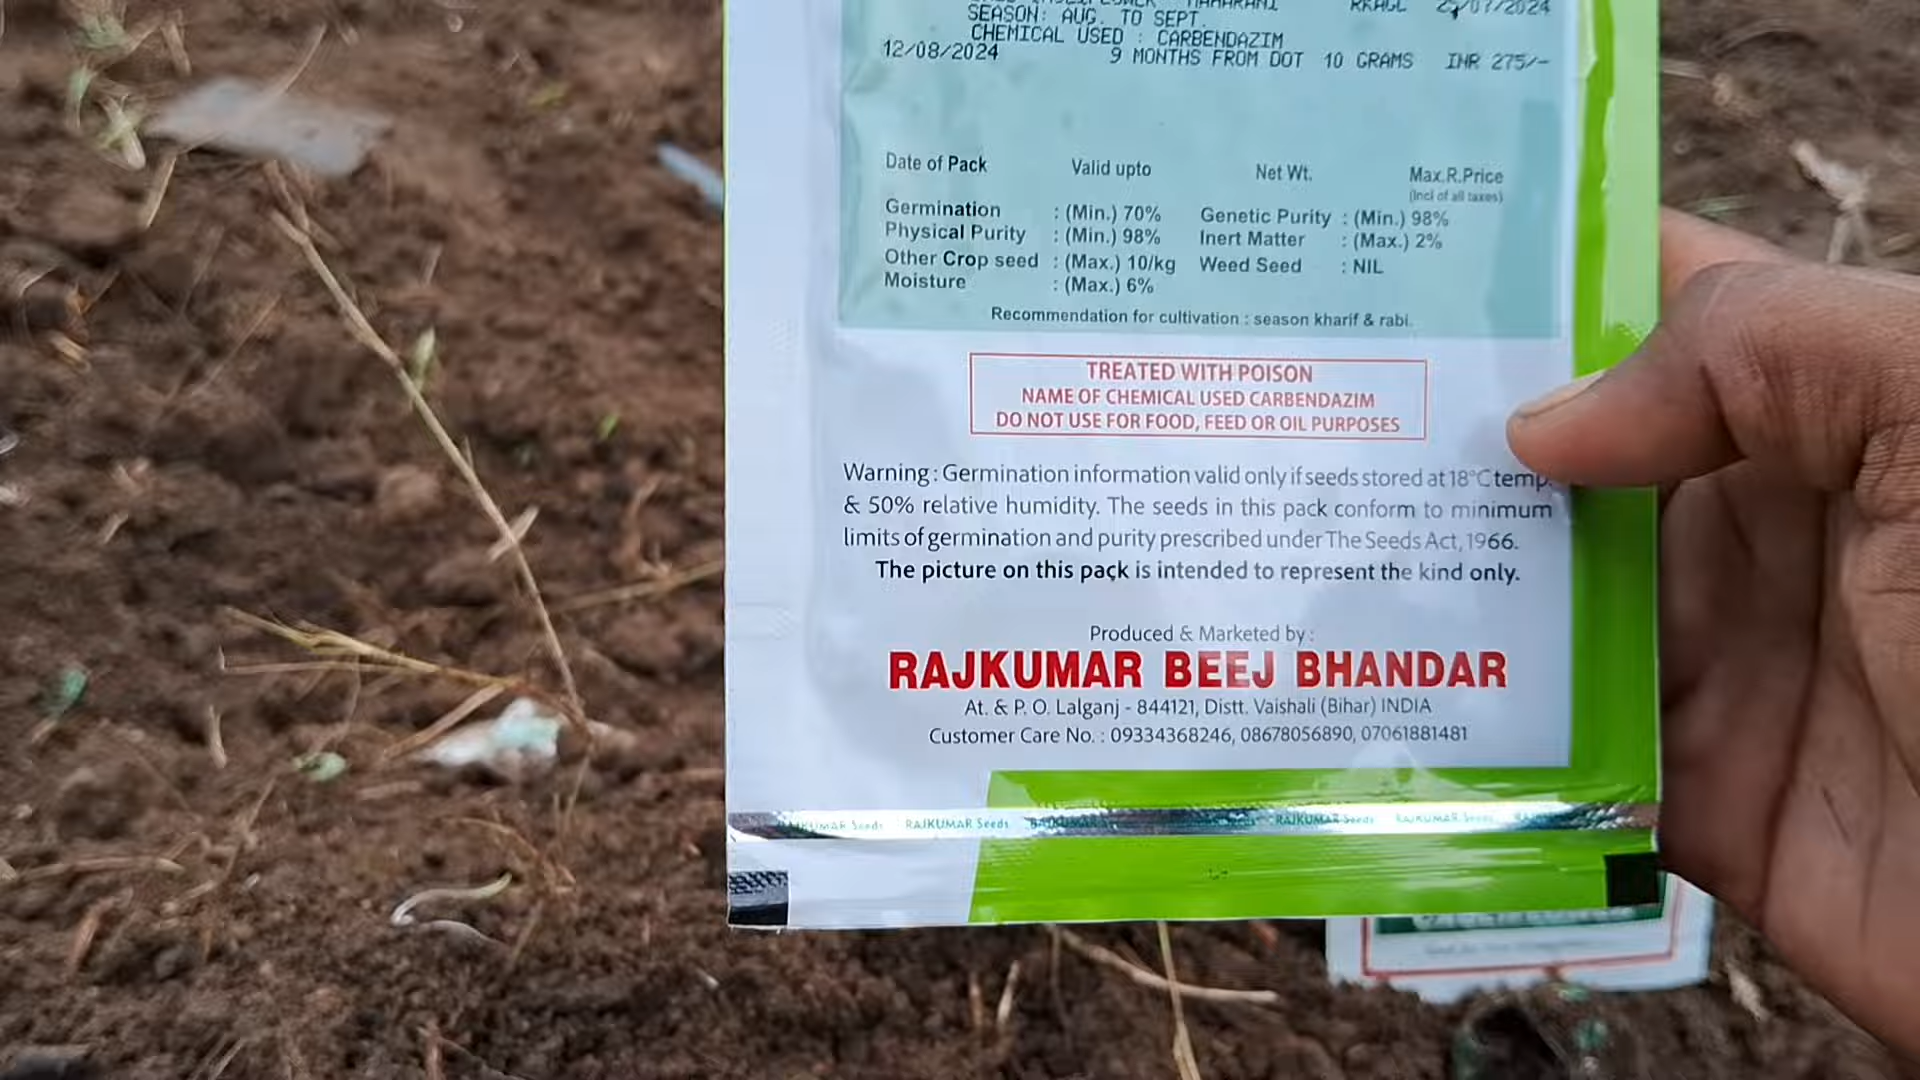 MAHARANI RKAGL 27/07/2024
SEASON: AUG. TO SEPT.
CHEMICAL USED : CARBENDAZIM
12/08/2024 9 MONTHS FROM DOT 10 GRAMS INR 275/-
Date of Pack Valid upto Net Wt. Max.R.Price
(Incl of all taxes)
Germination : (Min.) 70% Genetic Purity : (Min.) 98%
Physical Purity : (Min.) 98% Inert Matter : (Max.) 2%
Other Crop seed : (Max.) 10/kg Weed Seed : NIL
Moisture : (Max.) 6%
Recommendation for cultivation : season kharif & rabi.
TREATED WITH POISON
NAME OF CHEMICAL USED CARBENDAZIM
DO NOT USE FOR FOOD, FEED OR OIL PURPOSES
Warning : Germination information valid only if seeds stored at 18°C temp.
& 50% relative humidity. The seeds in this pack conform to minimum
limits of germination and purity prescribed under The Seeds Act, 1966.
The picture on this pack is intended to represent the kind only.
Produced & Marketed by :
RAJKUMAR BEEJ BHANDAR
At. & P. O. Lalganj - 844121, Distt. Vaishali (Bihar) INDIA
Customer Care No. : 09334368246, 08678056890, 07061881481
RAJKUMAR Seeds RAJKUMAR Seeds RAJKUMAR Seeds RAJKUMAR Seeds